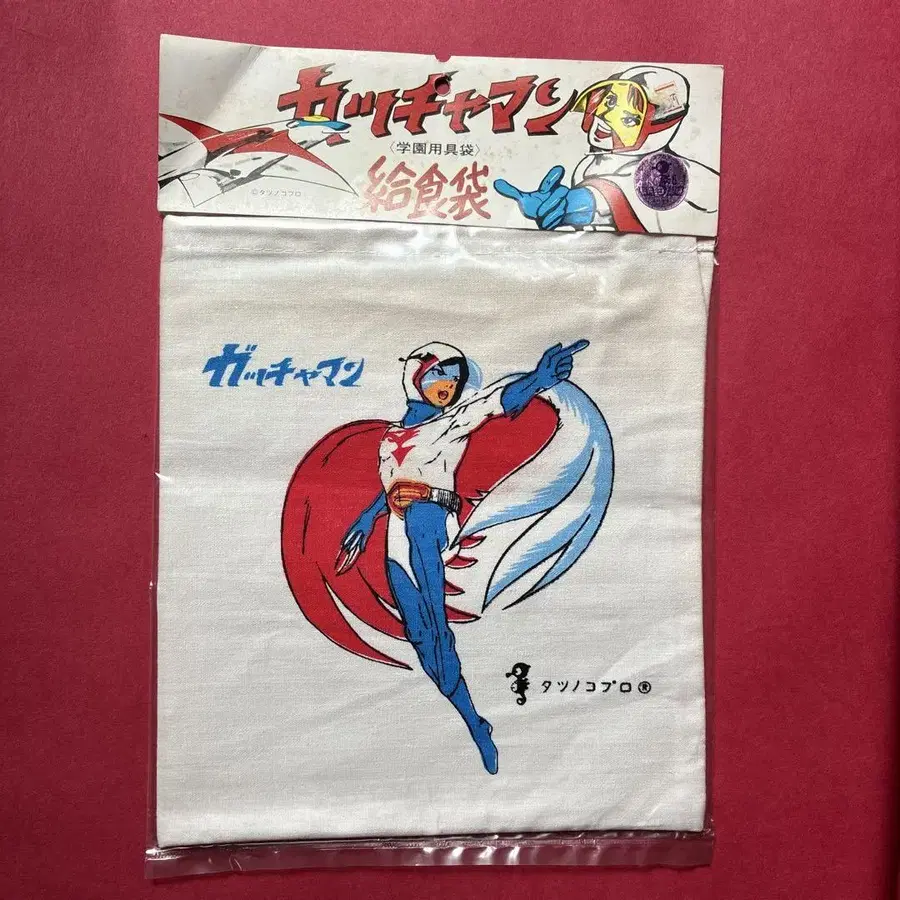 ガッチャマン
〈学園用具袋〉
給食袋
©タツノコプロ
ガッチャマン
タツノコプロ®